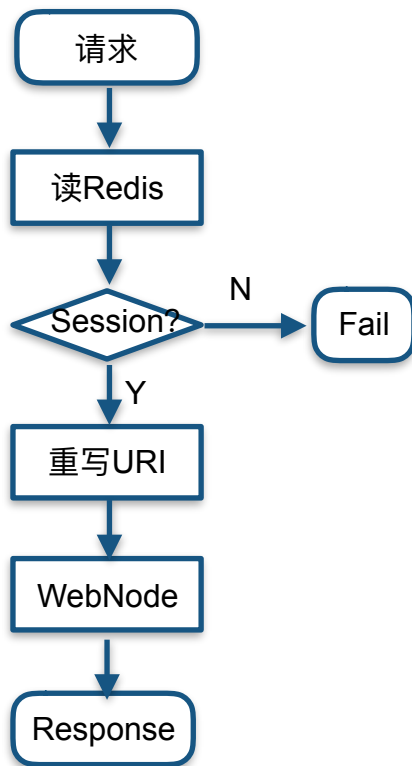 请求
读Redis
Session?
N
Fail
Y
重写URI
WebNode
Response